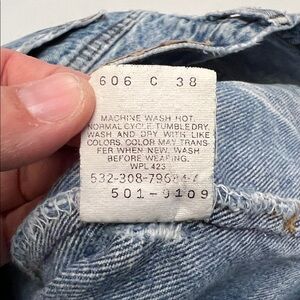 606 C 38
MACHINE WASH HOT,
NORMAL CYCLE. TUMBLE DRY.
WASH AND DRY WITH LIKE
COLORS. COLOR MAY TRANS-
FER WHEN NEW. WASH
BEFORE WEARING.
WPL 423
501-0109